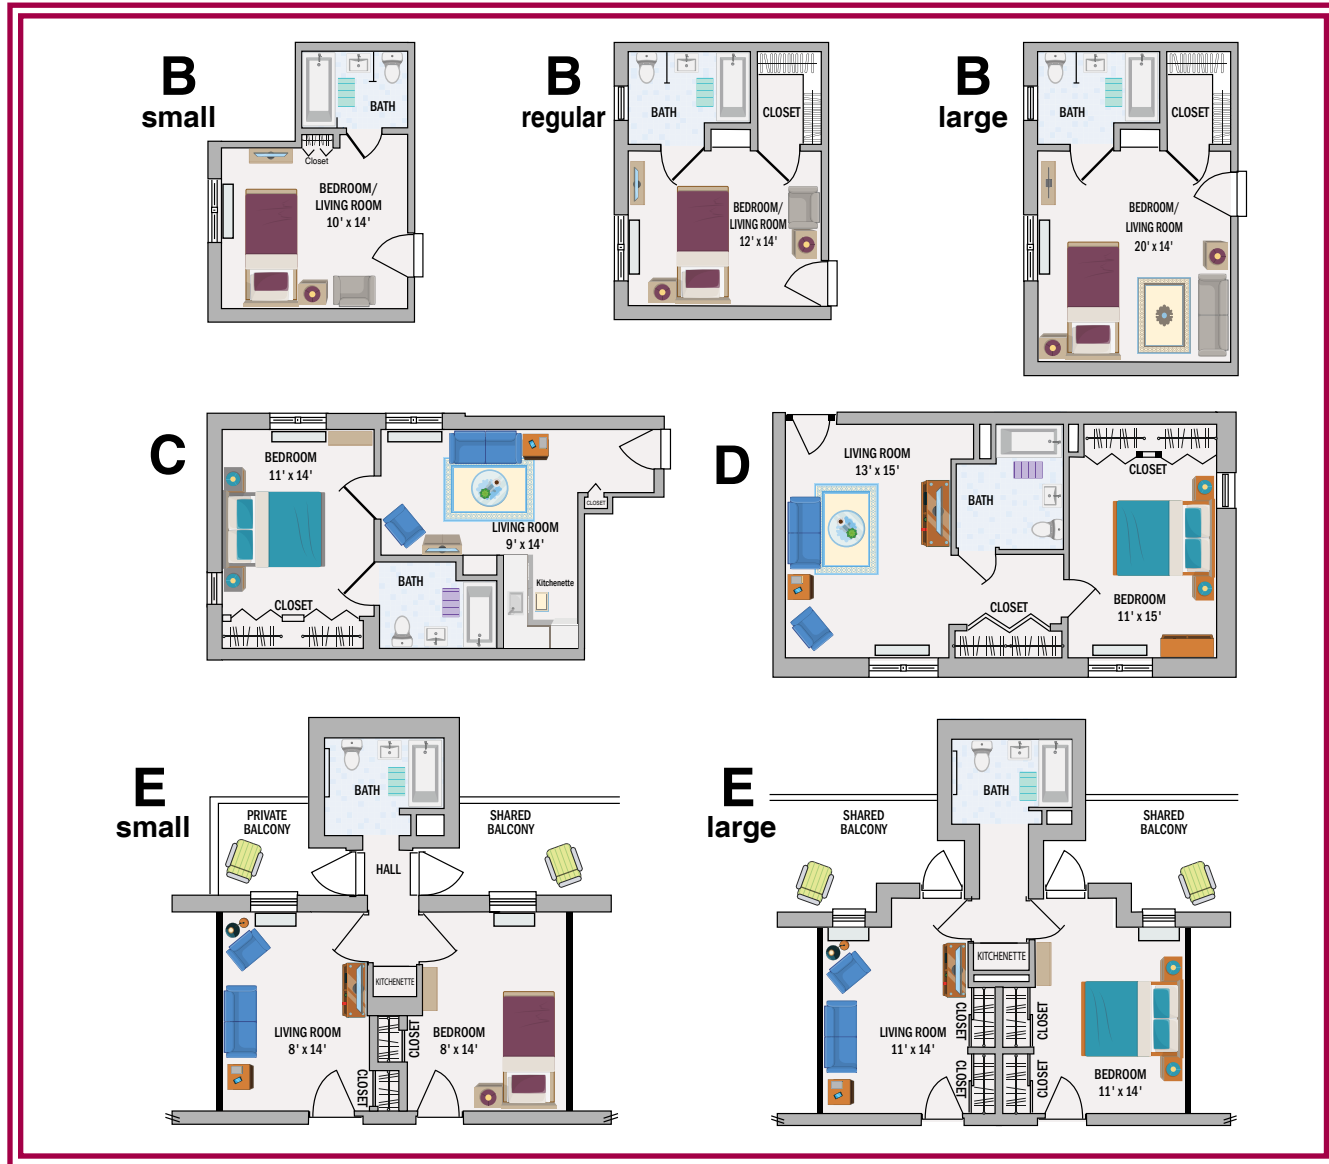 B
small
BATH
Closet
BEDROOM/
LIVING ROOM
10' x 14'
B
regular
BATH
CLOSET
BEDROOM/
LIVING ROOM
12' x 14'
B
large
BATH
CLOSET
BEDROOM/
LIVING ROOM
20' x 14'
C
BEDROOM
11' x 14'
CLOSET
LIVING ROOM
9' x 14'
BATH
Kitchenette
CLOSET
D
LIVING ROOM
13' x 15'
BATH
CLOSET
CLOSET
BEDROOM
11' x 15'
E
small
PRIVATE
BALCONY
BATH
SHARED
BALCONY
HALL
KITCHENETTE
LIVING ROOM
8' x 14'
CLOSET
BEDROOM
8' x 14'
CLOSET
E
large
SHARED
BALCONY
BATH
SHARED
BALCONY
KITCHENETTE
LIVING ROOM
11' x 14'
CLOSET
CLOSET
CLOSET
CLOSET
BEDROOM
11' x 14'